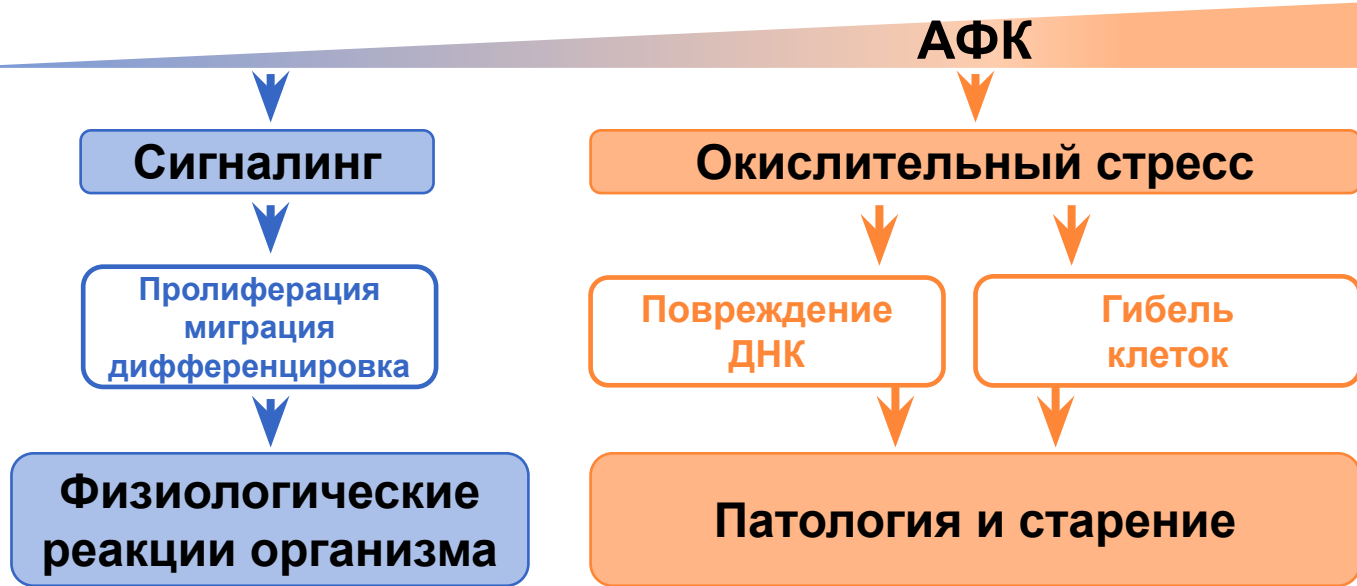 АФК
Сигналинг
Окислительный стресс
Пролиферация
миграция
дифференцировка
Повреждение
ДНК
Гибель
клеток
Физиологические
реакции организма
Патология и старение